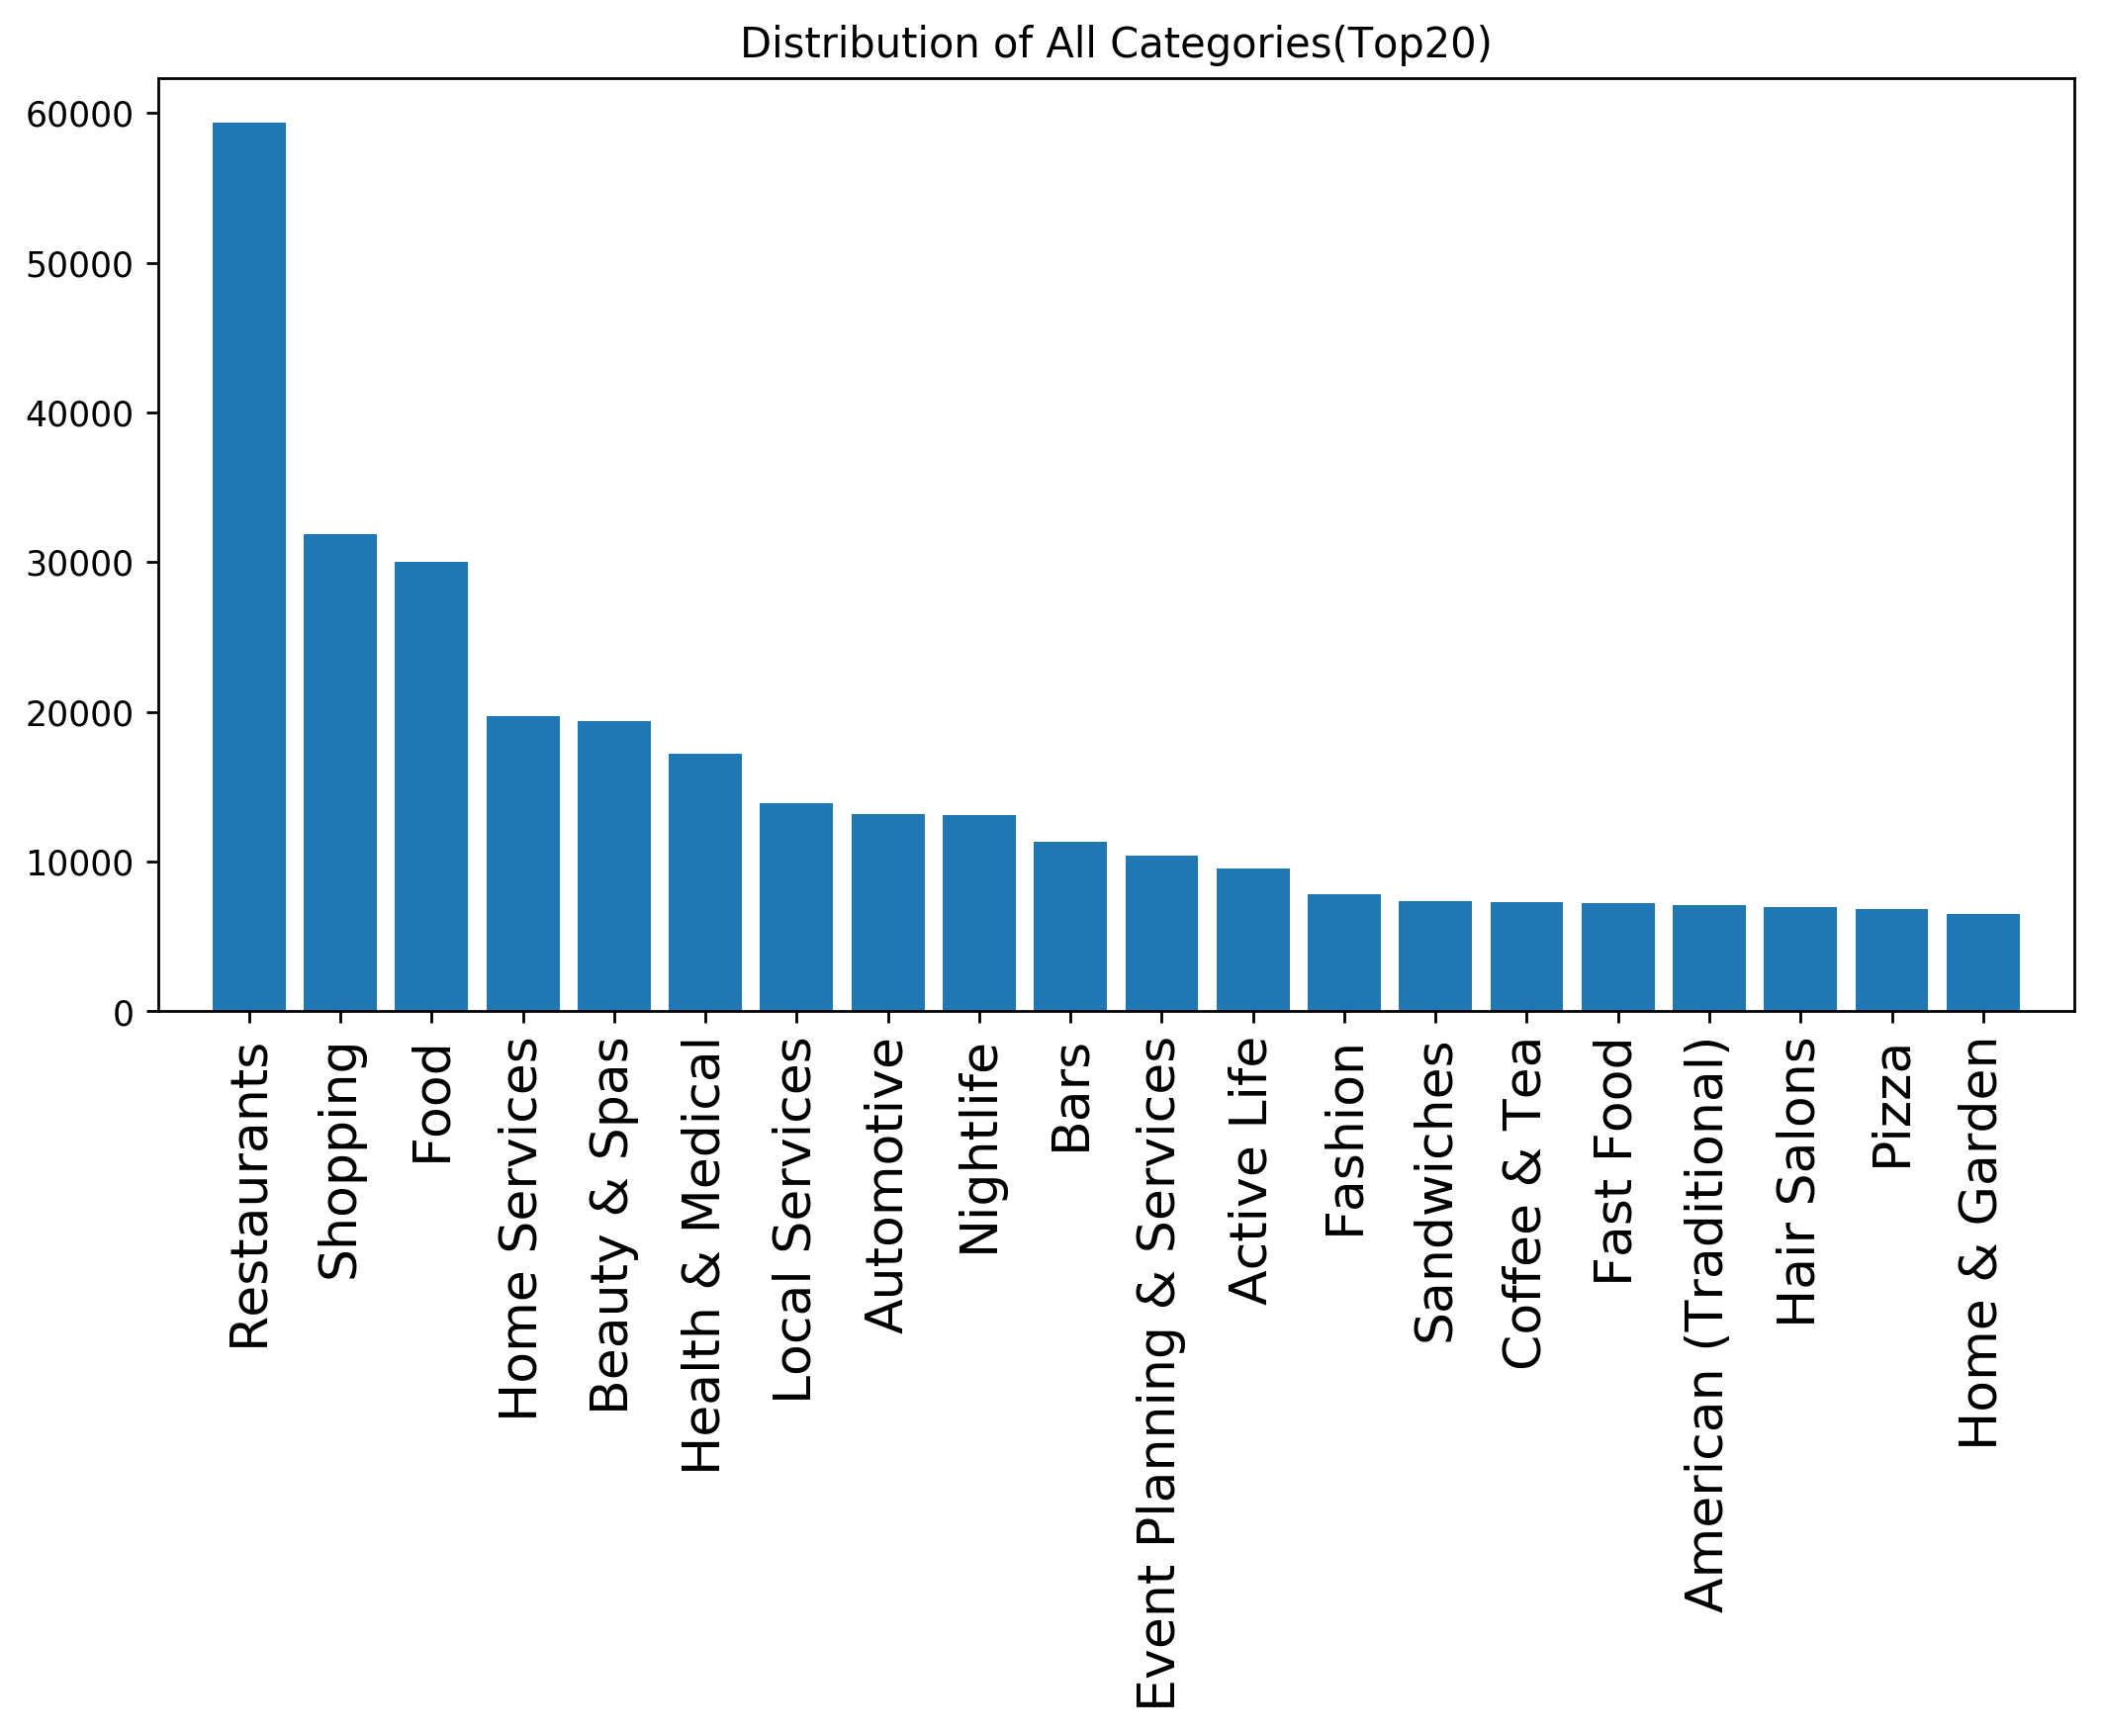 Distribution of All Categories(Top20)
60000
50000
40000
30000
20000
10000
0
Restaurants
Shopping
Food
Home Services
Beauty & Spas
Health & Medical
Local Services
Automotive
Nightlife
Bars
Event Planning & Services
Active Life
Fashion
Sandwiches
Coffee & Tea
Fast Food
American (Traditional)
Hair Salons
Pizza
Home & Garden